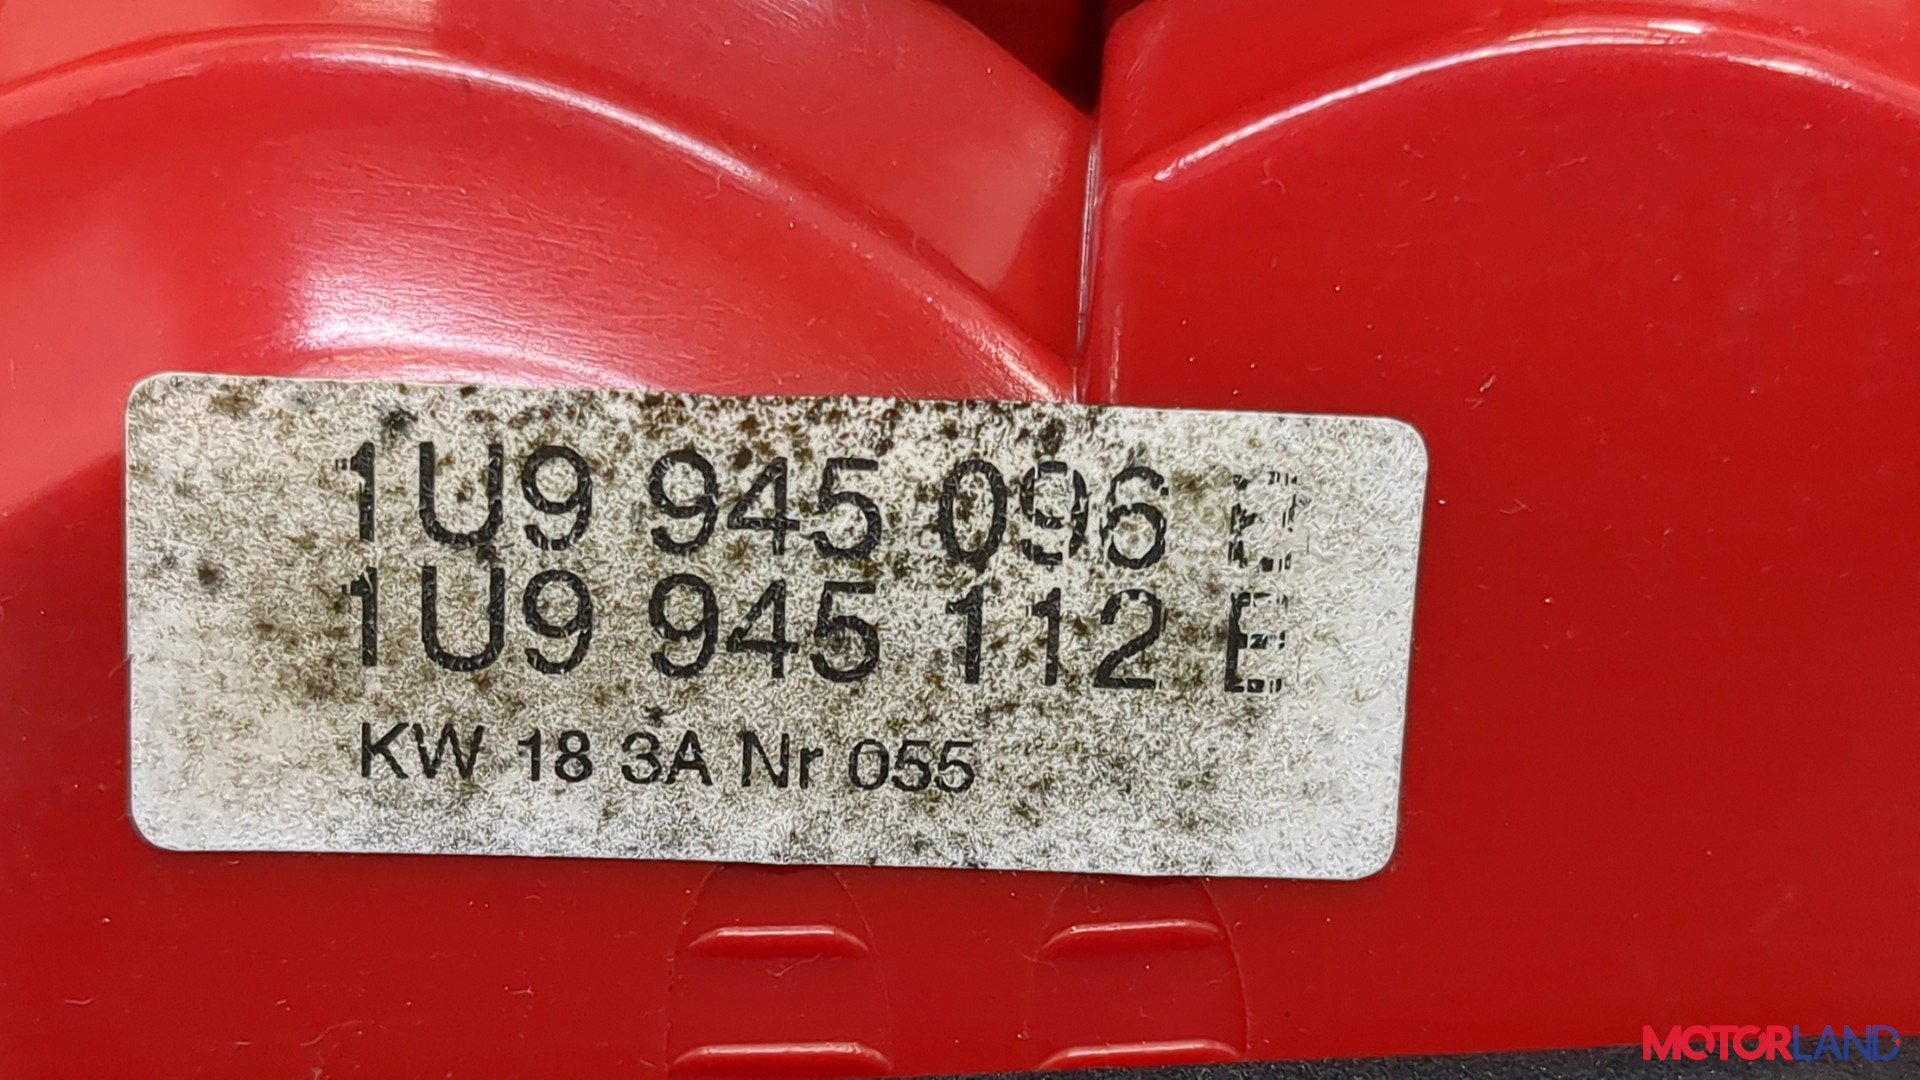 1U9 945 096
1U9 945 112 E
KW 18 3A Nr 055
MOTORLAND